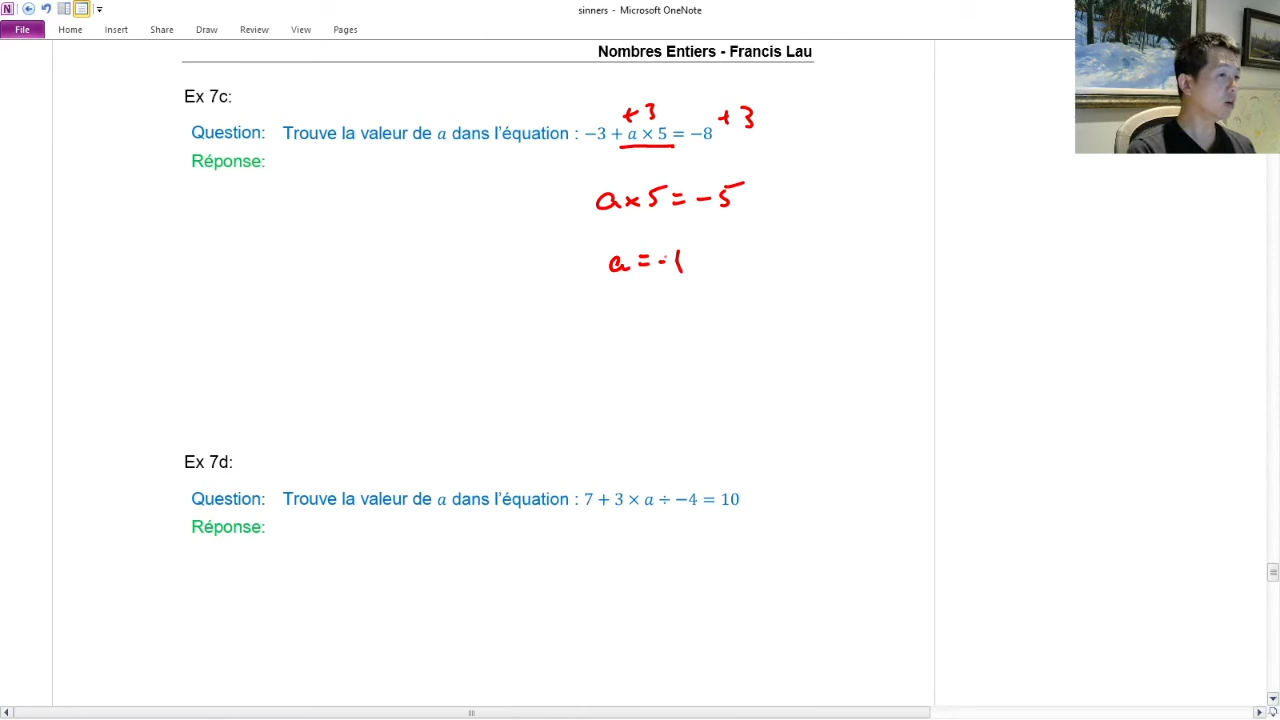 sinners - Microsoft OneNote
File Home Insert Share Draw Review View Pages
Nombres Entiers - Francis Lau
Ex 7c:
+3 +3
Question: Trouve la valeur de a dans l'équation : −3 + a × 5 = −8
Réponse:
a × 5 = - 5
a = -1
Ex 7d:
Question: Trouve la valeur de a dans l'équation : 7 + 3 × a ÷ −4 = 10
Réponse: